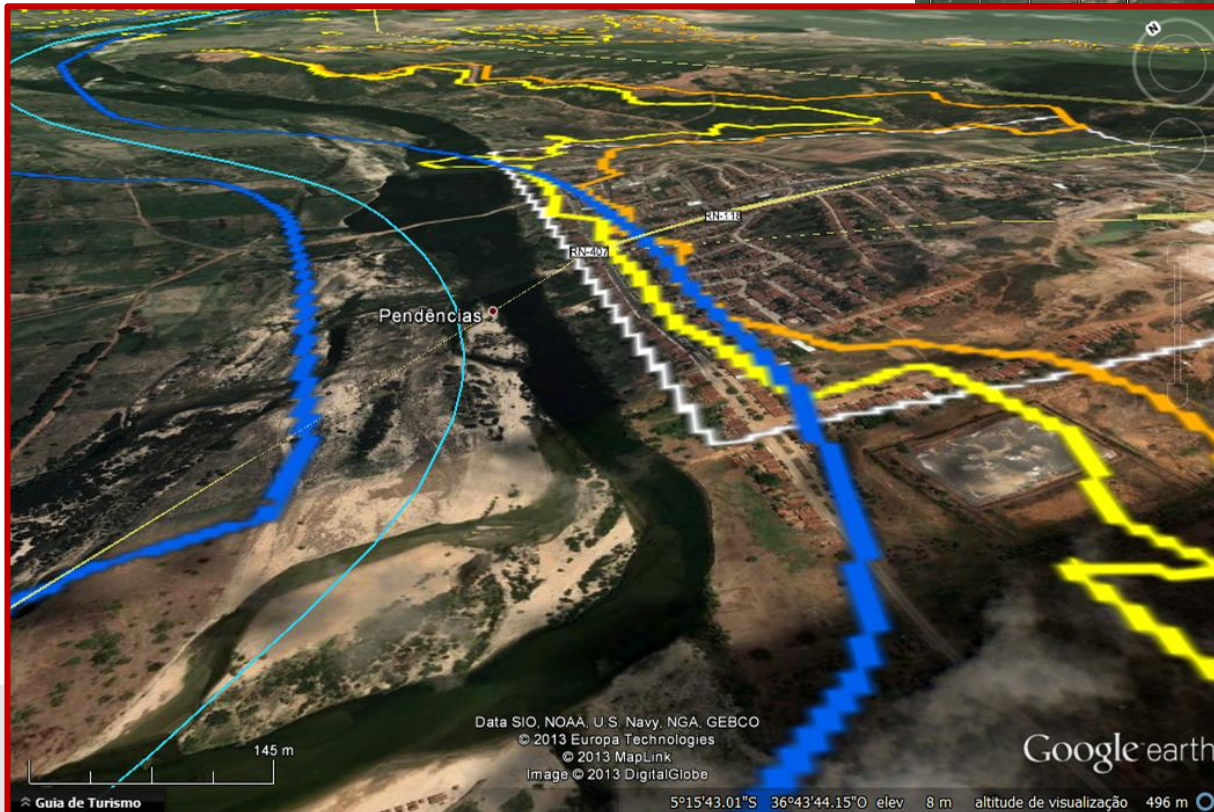 N
RN-118
RN-407
Pendências
Data SIO, NOAA, U.S. Navy, NGA, GEBCO
© 2013 Europa Technologies
© 2013 MapLink
Image © 2013 DigitalGlobe
145 m
Google earth
Guia de Turismo
5°15'43.01"S 36°43'44.15"O elev 8 m altitude de visualização 496 m